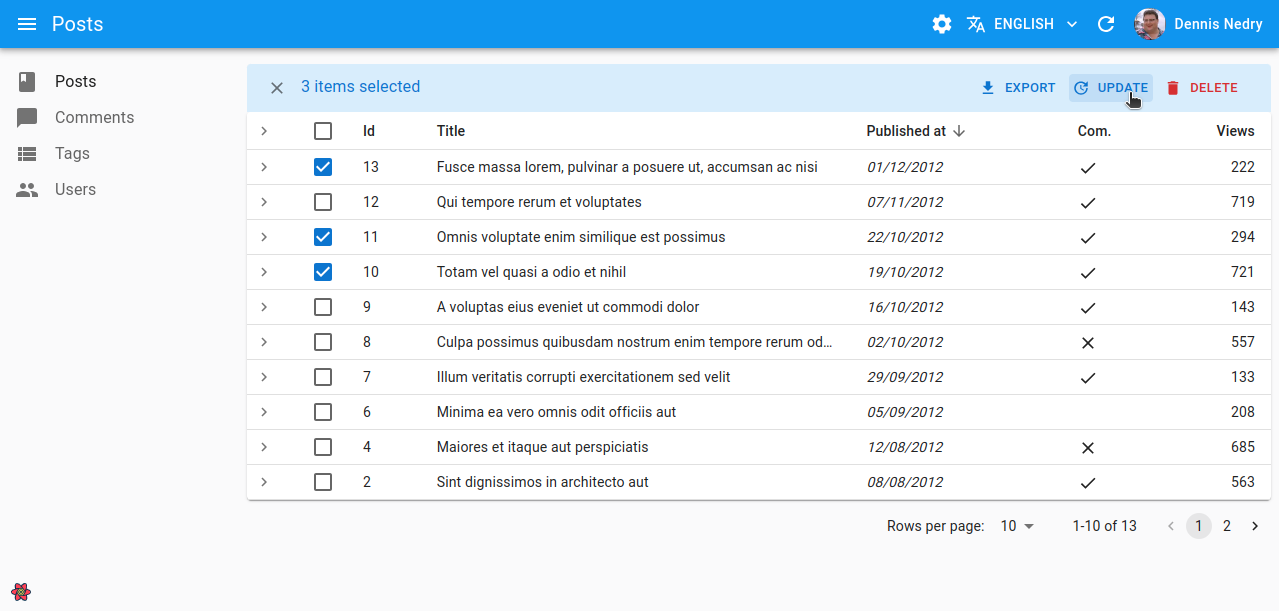 Posts ENGLISH Dennis Nedry
Posts
Comments
Tags
Users
3 items selected EXPORT UPDATE DELETE
Id Title Published at Com. Views
13 Fusce massa lorem, pulvinar a posuere ut, accumsan ac nisi 01/12/2012 222
12 Qui tempore rerum et voluptates 07/11/2012 719
11 Omnis voluptate enim similique est possimus 22/10/2012 294
10 Totam vel quasi a odio et nihil 19/10/2012 721
9 A voluptas eius eveniet ut commodi dolor 16/10/2012 143
8 Culpa possimus quibusdam nostrum enim tempore rerum od… 02/10/2012 557
7 Illum veritatis corrupti exercitationem sed velit 29/09/2012 133
6 Minima ea vero omnis odit officiis aut 05/09/2012 208
4 Maiores et itaque aut perspiciatis 12/08/2012 685
2 Sint dignissimos in architecto aut 08/08/2012 563
Rows per page: 10 1-10 of 13 1 2